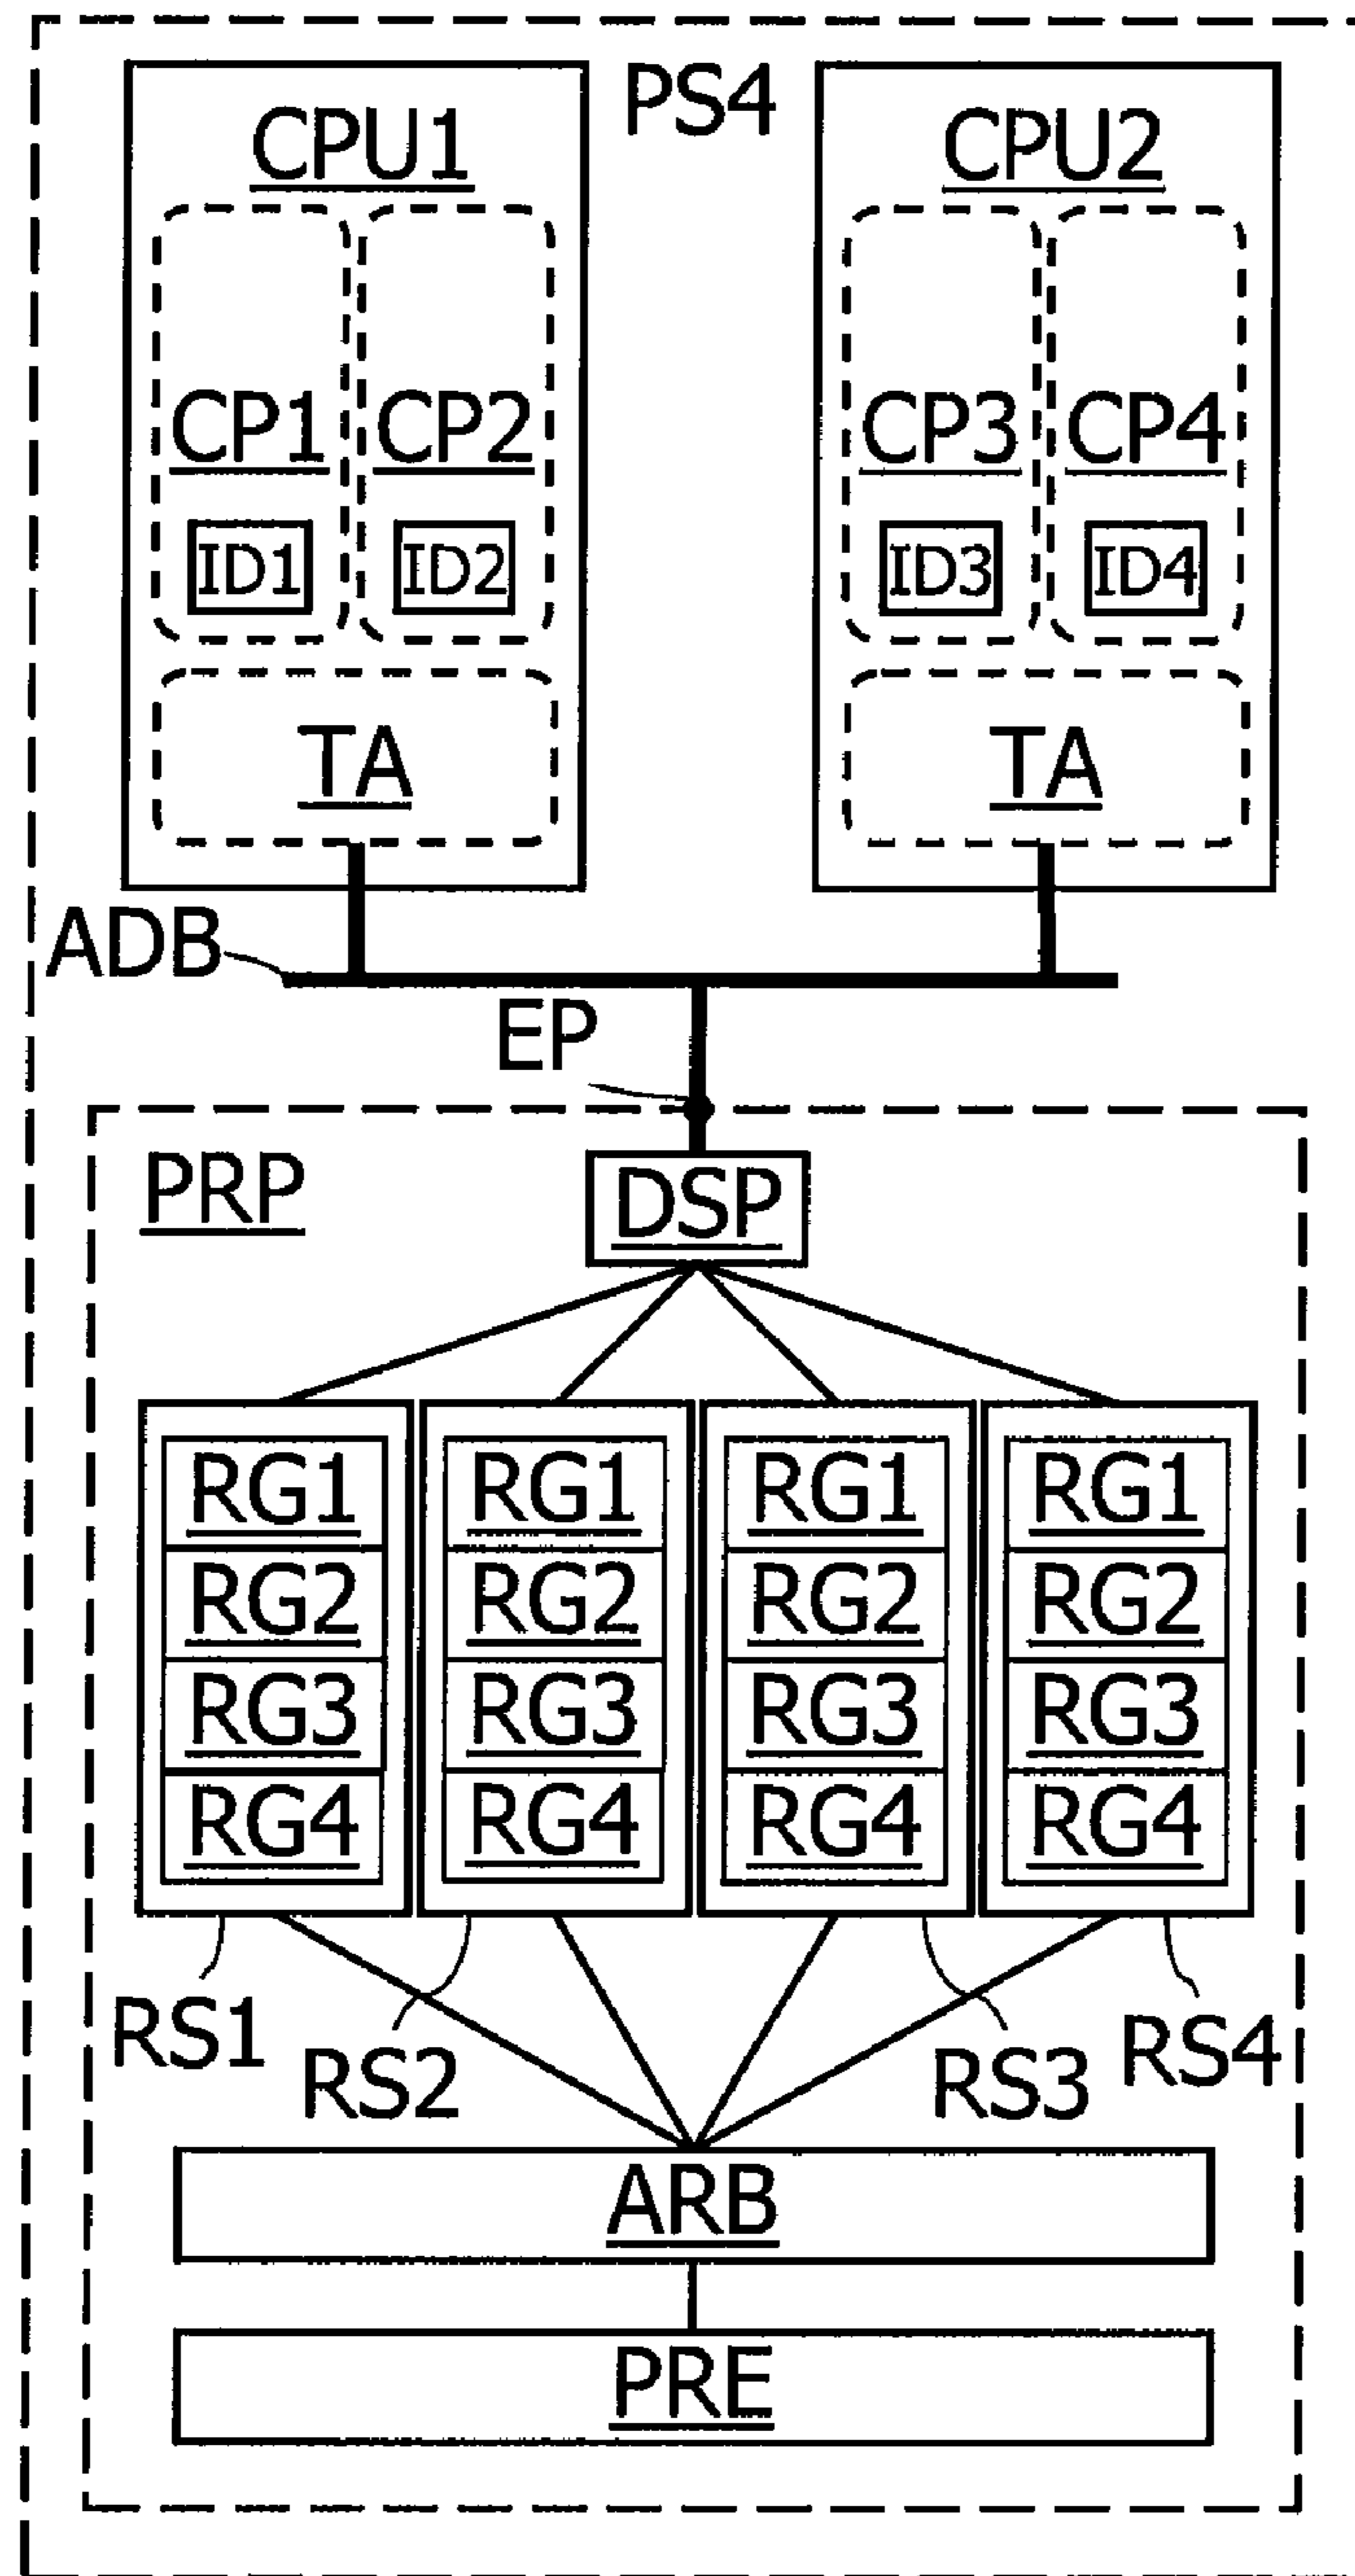 PS4
CPU1 CPU2
CP1 CP2 CP3 CP4
ID1 ID2 ID3 ID4
TA TA
ADB
EP
PRP
DSP
RG1 RG1 RG1 RG1
RG2 RG2 RG2 RG2
RG3 RG3 RG3 RG3
RG4 RG4 RG4 RG4
RS1 RS2 RS3 RS4
ARB
PRE